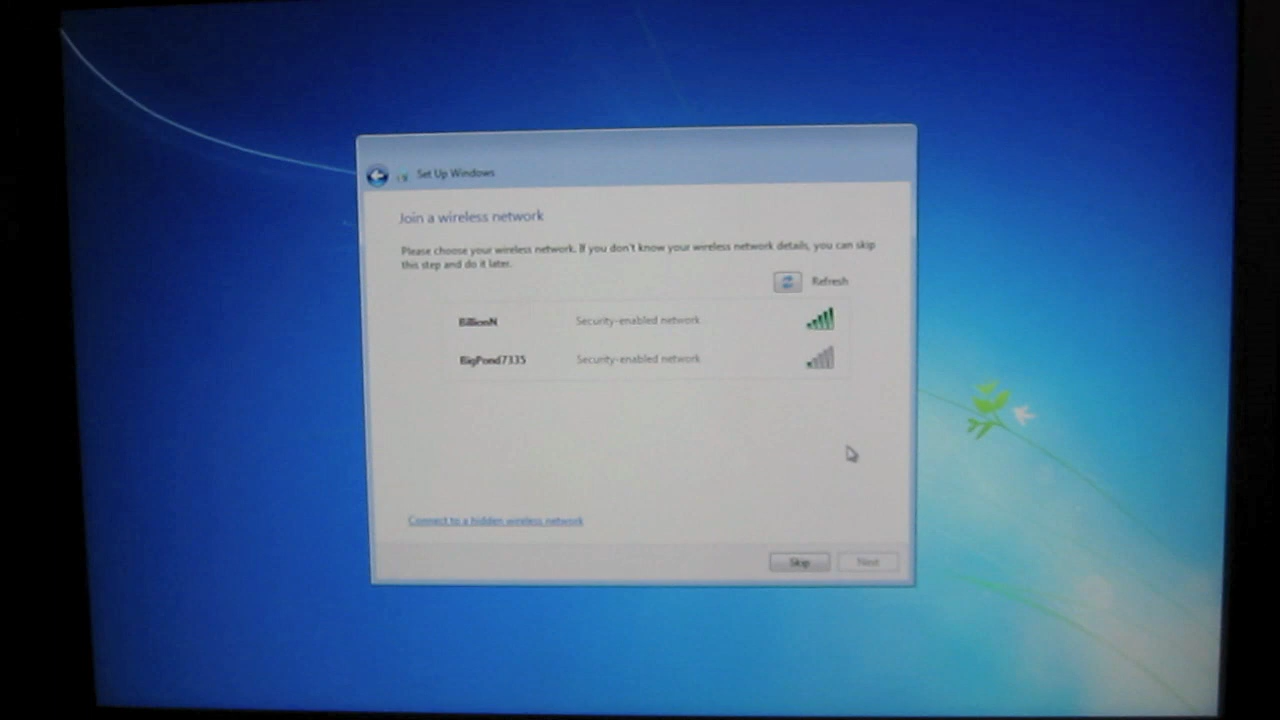 Set Up Windows
Join a wireless network
Please choose your wireless network. If you don't know your wireless network details, you can skip
this step and do it later.
Refresh
BillionN Security-enabled network
BigPond7335 Security-enabled network
Connect to a hidden wireless network
Skip Next